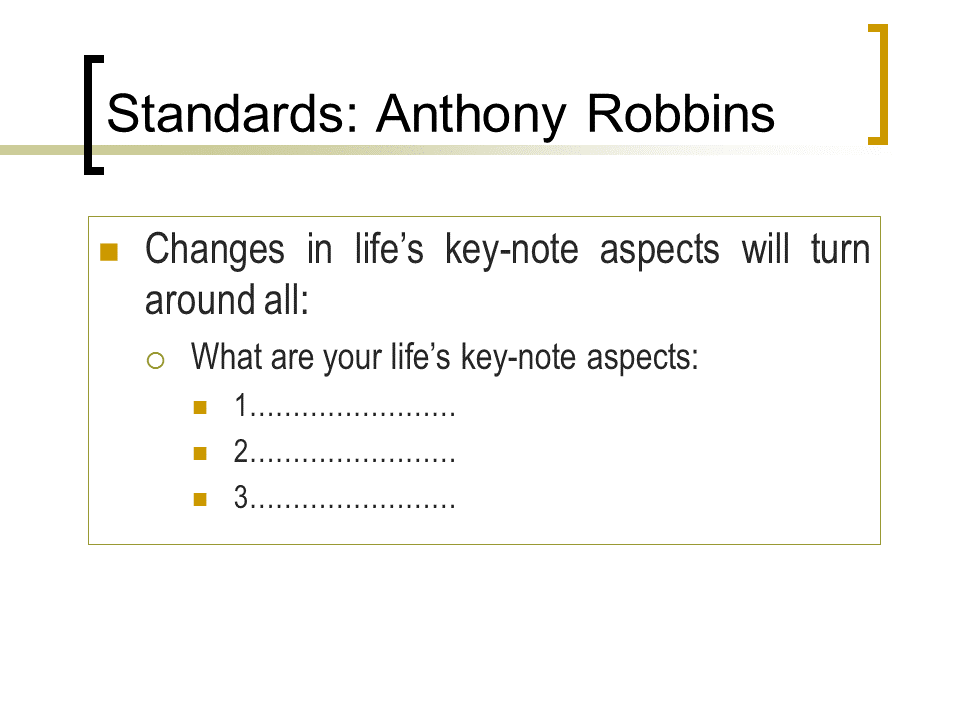 Standards: Anthony Robbins
Changes in life’s key-note aspects will turn
around all:
What are your life’s key-note aspects:
1……………………
2……………………
3……………………